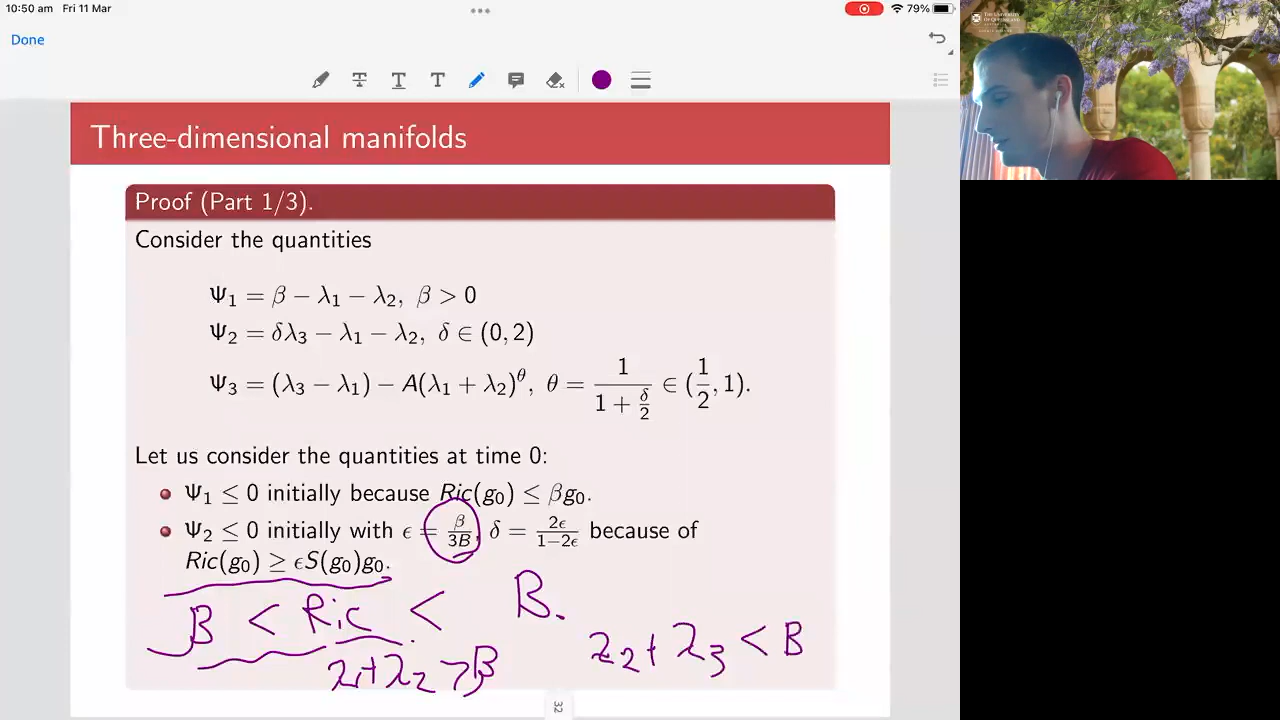 10:50 am Fri 11 Mar
79%
Done
Three-dimensional manifolds
Proof (Part 1/3).
Consider the quantities
Ψ₁ = β − λ₁ − λ₂, β > 0
Ψ₂ = δλ₃ − λ₁ − λ₂, δ ∈ (0, 2)
Ψ₃ = (λ₃ − λ₁) − A(λ₁ + λ₂)^θ, θ = 1/(1 + δ/2) ∈ (1/2, 1).
Let us consider the quantities at time 0:
Ψ₁ ≤ 0 initially because Ric(g₀) ≤ βg₀.
Ψ₂ ≤ 0 initially with ϵ = β/3B, δ = 2ϵ/(1−2ϵ) because of
Ric(g₀) ≥ ϵS(g₀)g₀.
β < Ric < B.
λ₁+λ₂ > β
λ₂+λ₃ < B
32